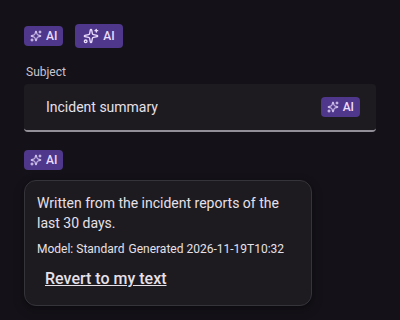 AI AI
Subject
Incident summary AI
AI
Written from the incident reports of the
last 30 days.
Model: Standard Generated 2026-11-19T10:32
Revert to my text